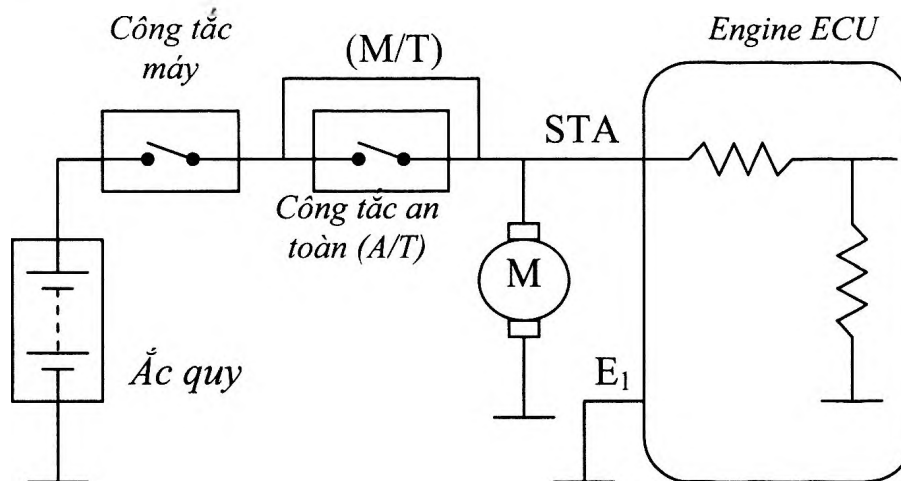 Công tắc
máy
(M/T)
Engine ECU
STA
Công tắc an
toàn (A/T)
M
Ắc quy
E₁